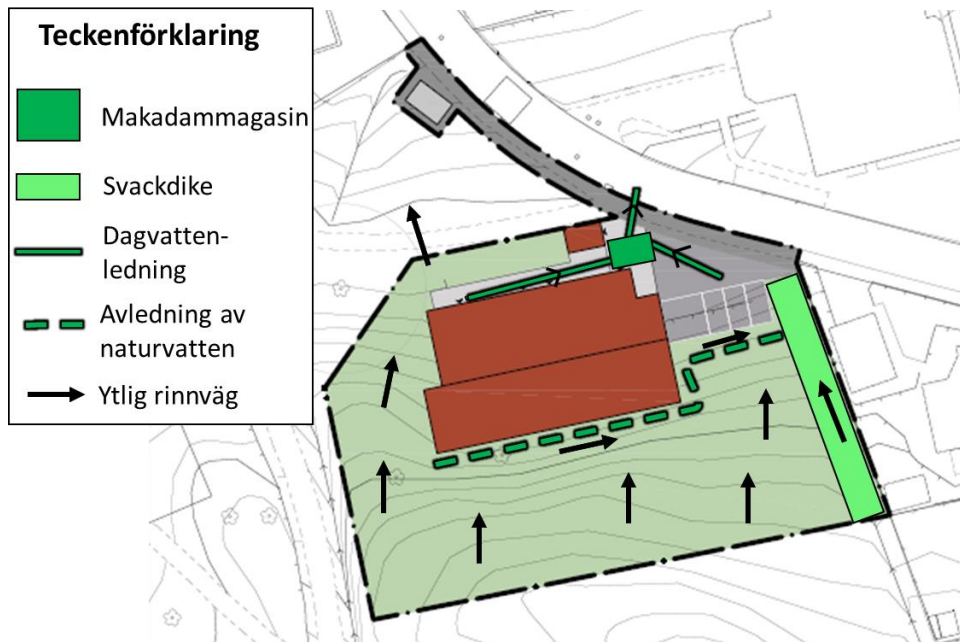 Teckenförklaring
Makadammagasin
Svackdike
Dagvatten-
ledning
Avledning av
naturvatten
Ytlig rinnväg